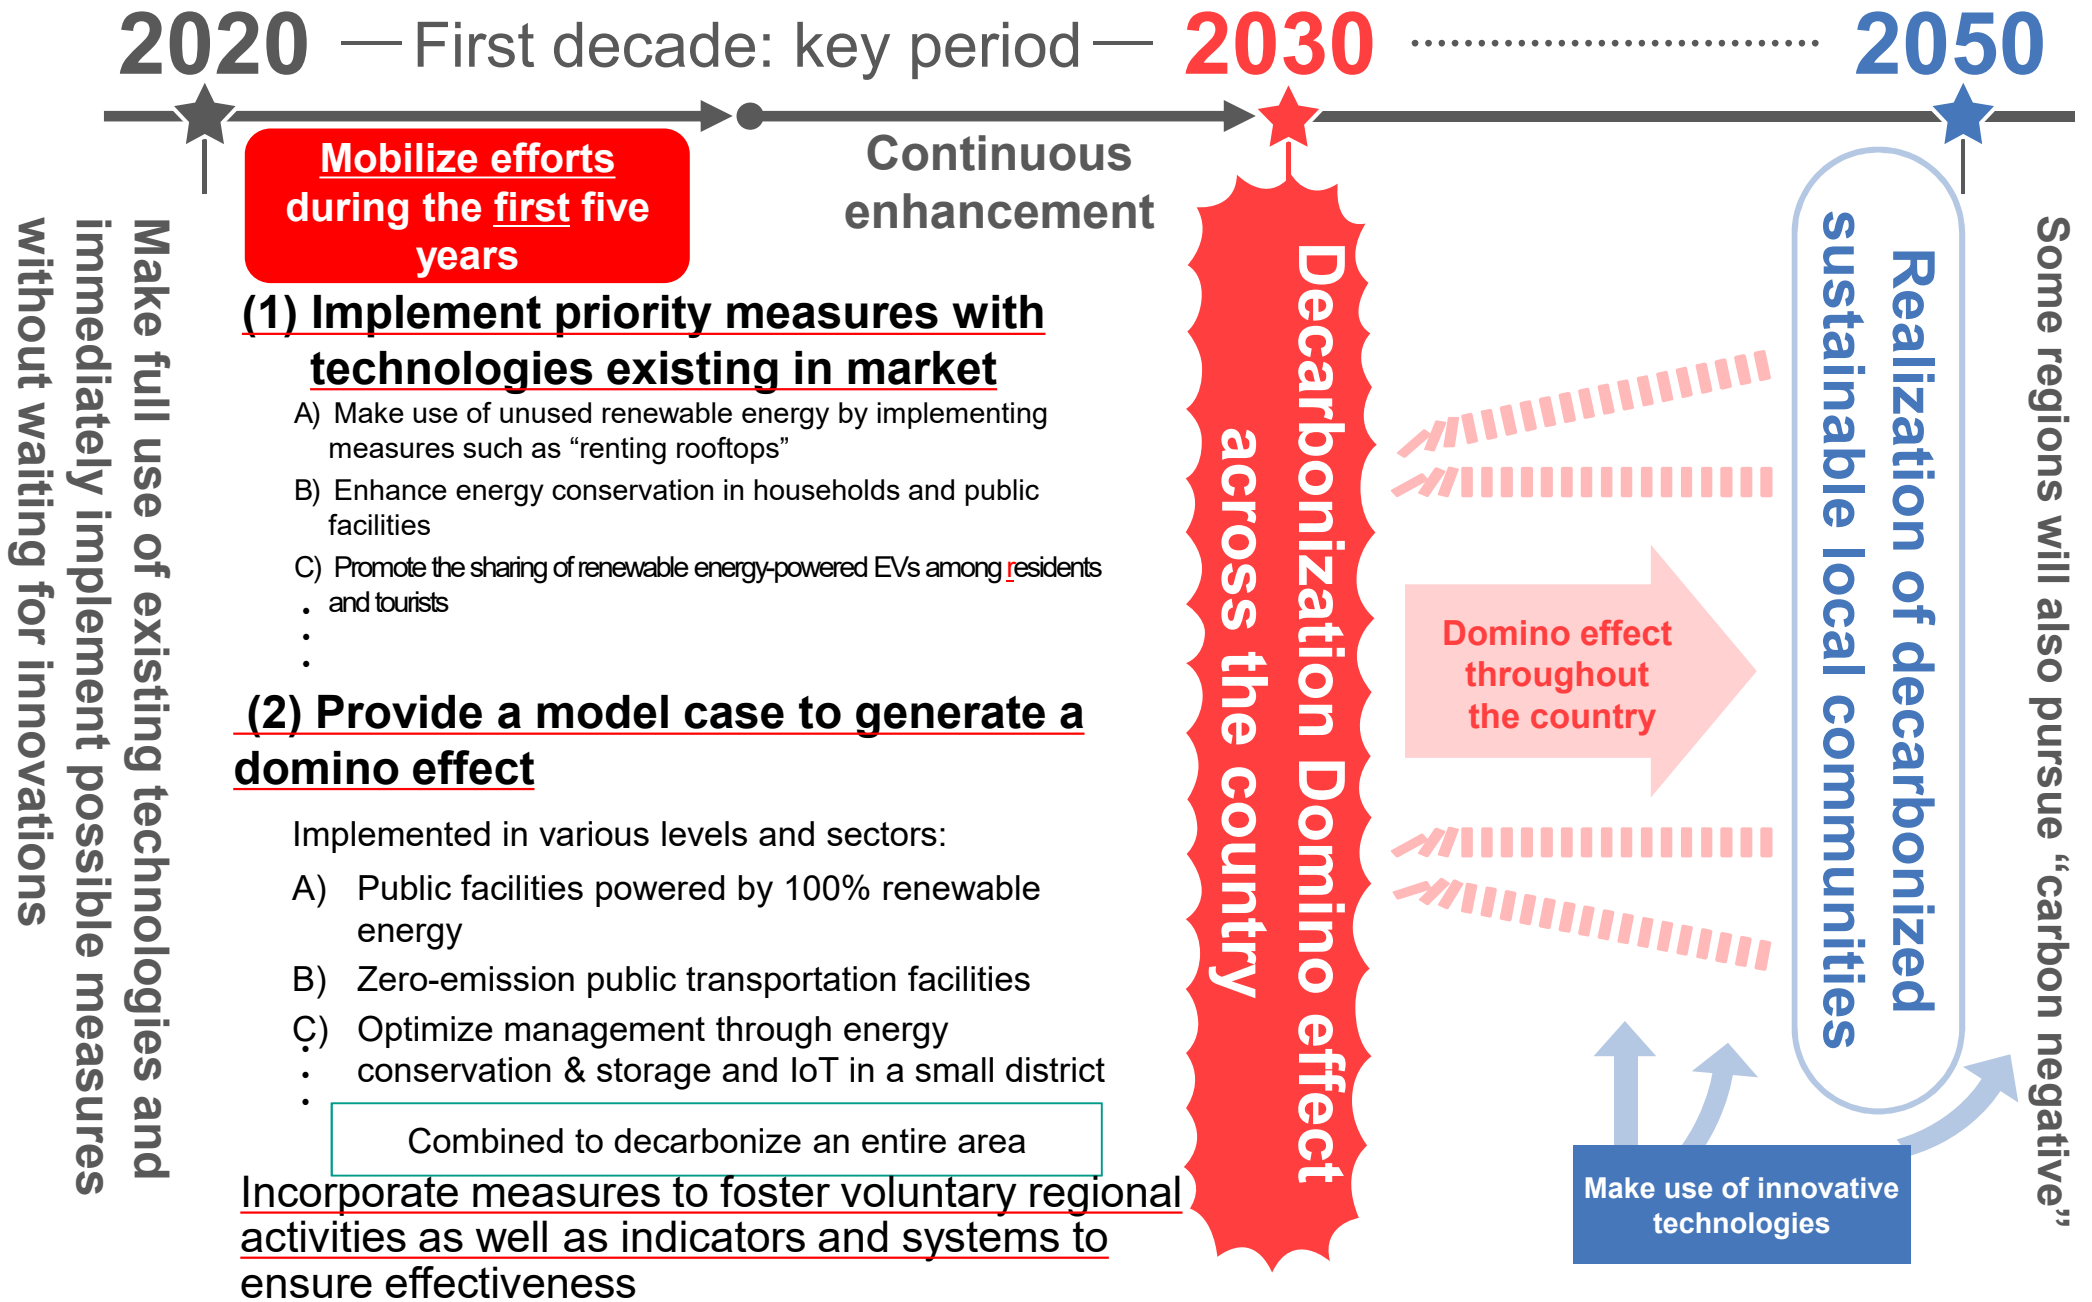 2020
First decade: key period
2030
2050
Mobilize efforts
during the first five
years
Continuous
enhancement
Make full use of existing technologies and
immediately implement possible measures
without waiting for innovations
(1) Implement priority measures with
technologies existing in market
A) Make use of unused renewable energy by implementing
measures such as “renting rooftops”
B) Enhance energy conservation in households and public
facilities
C) Promote the sharing of renewable energy-powered EVs among residents
and tourists
(2) Provide a model case to generate a
domino effect
Implemented in various levels and sectors:
A) Public facilities powered by 100% renewable
energy
B) Zero-emission public transportation facilities
C) Optimize management through energy
conservation & storage and IoT in a small district
Combined to decarbonize an entire area
Incorporate measures to foster voluntary regional
activities as well as indicators and systems to
ensure effectiveness
Decarbonization Domino effect
across the country
Domino effect
throughout
the country
Realization of decarbonized
sustainable local communities
Make use of innovative
technologies
Some regions will also pursue “carbon negative”